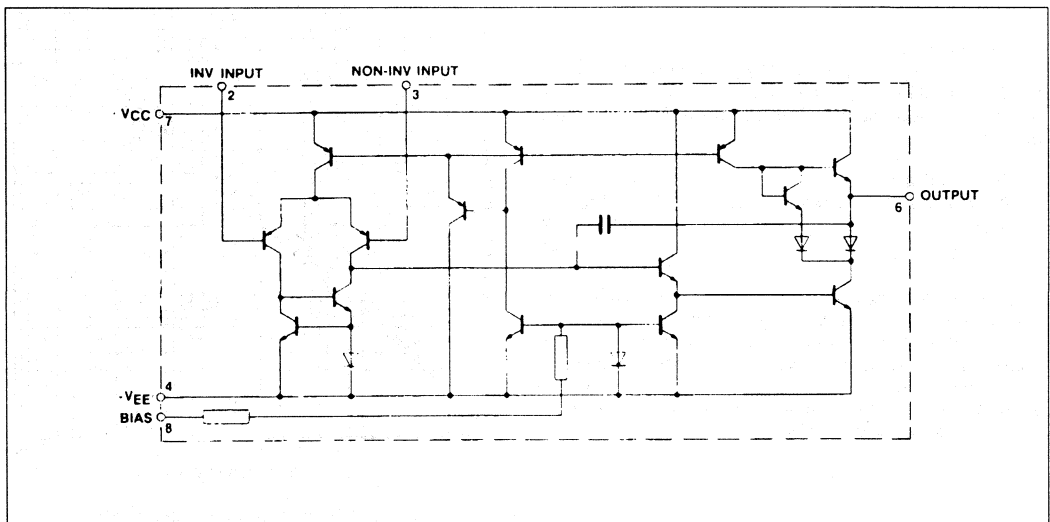 INV INPUT
2
NON-INV INPUT
3
VCC
7
OUTPUT
6
-VEE
4
BIAS
8